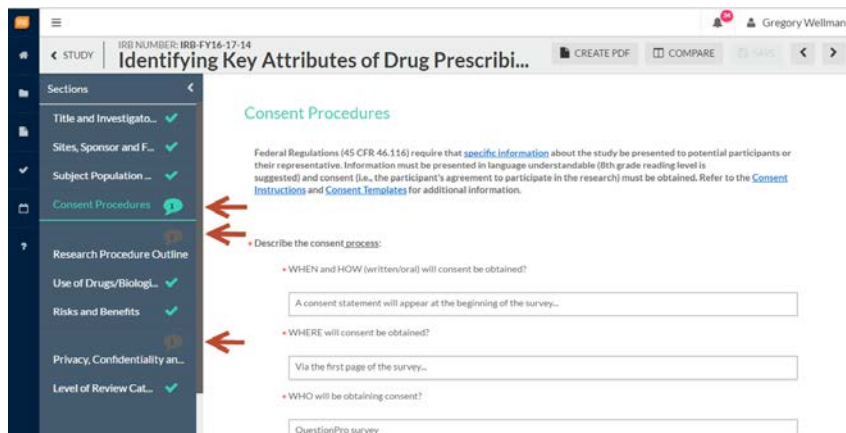 24
Gregory Wellman
STUDY
IRB NUMBER: IRB-FY16-17-14
Identifying Key Attributes of Drug Prescribi...
CREATE PDF
COMPARE
SAVE
Sections
Title and Investigato...
Sites, Sponsor and F...
Subject Population ...
Consent Procedures 1
1
Research Procedure Outline
Use of Drugs/Biologi...
Risks and Benefits
1
Privacy, Confidentiality an...
Level of Review Cat...
Consent Procedures
Federal Regulations (45 CFR 46.116) require that specific information about the study be presented to potential participants or
their representative. Information must be presented in language understandable (8th grade reading level is
suggested) and consent (i.e., the participant's agreement to participate in the research) must be obtained. Refer to the Consent
Instructions and Consent Templates for additional information.
* Describe the consent process:
* WHEN and HOW (written/oral) will consent be obtained?
A consent statement will appear at the beginning of the survey...
* WHERE will consent be obtained?
Via the first page of the survey...
* WHO will be obtaining consent?
QuestionPro survey